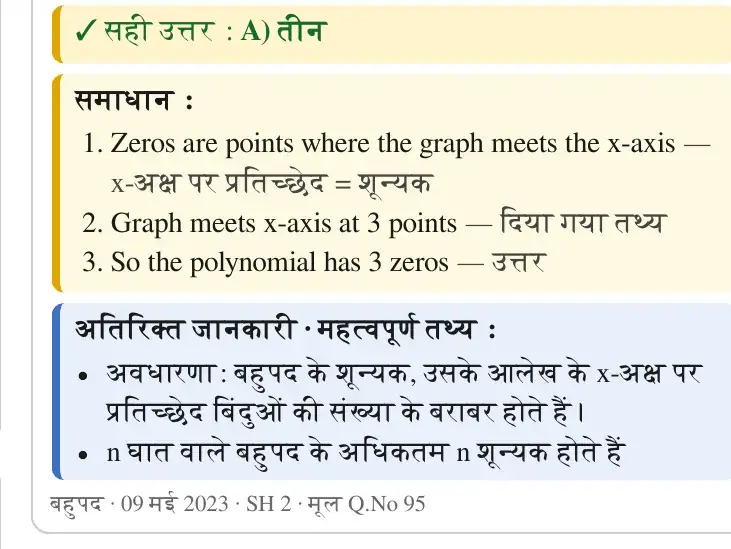 ✓ सही उत्तर : A) तीन
समाधान :
1. Zeros are points where the graph meets the x-axis —
x-अक्ष पर प्रतिच्छेद = शून्यक
2. Graph meets x-axis at 3 points — दिया गया तथ्य
3. So the polynomial has 3 zeros — उत्तर
अतिरिक्त जानकारी · महत्वपूर्ण तथ्य :
• अवधारणा : बहुपद के शून्यक, उसके आलेख के x-अक्ष पर
प्रतिच्छेद बिंदुओं की संख्या के बराबर होते हैं।
• n घात वाले बहुपद के अधिकतम n शून्यक होते हैं
बहुपद · 09 मई 2023 · SH 2 · मूल Q.No 95